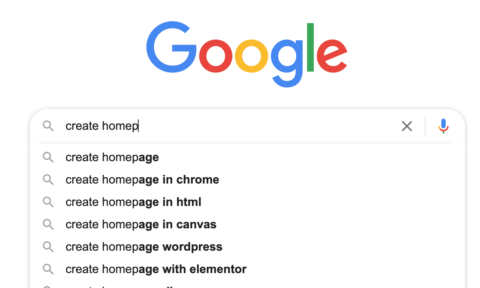 Google
create homep
create homepage
create homepage in chrome
create homepage in html
create homepage in canvas
create homepage wordpress
create homepage with elementor